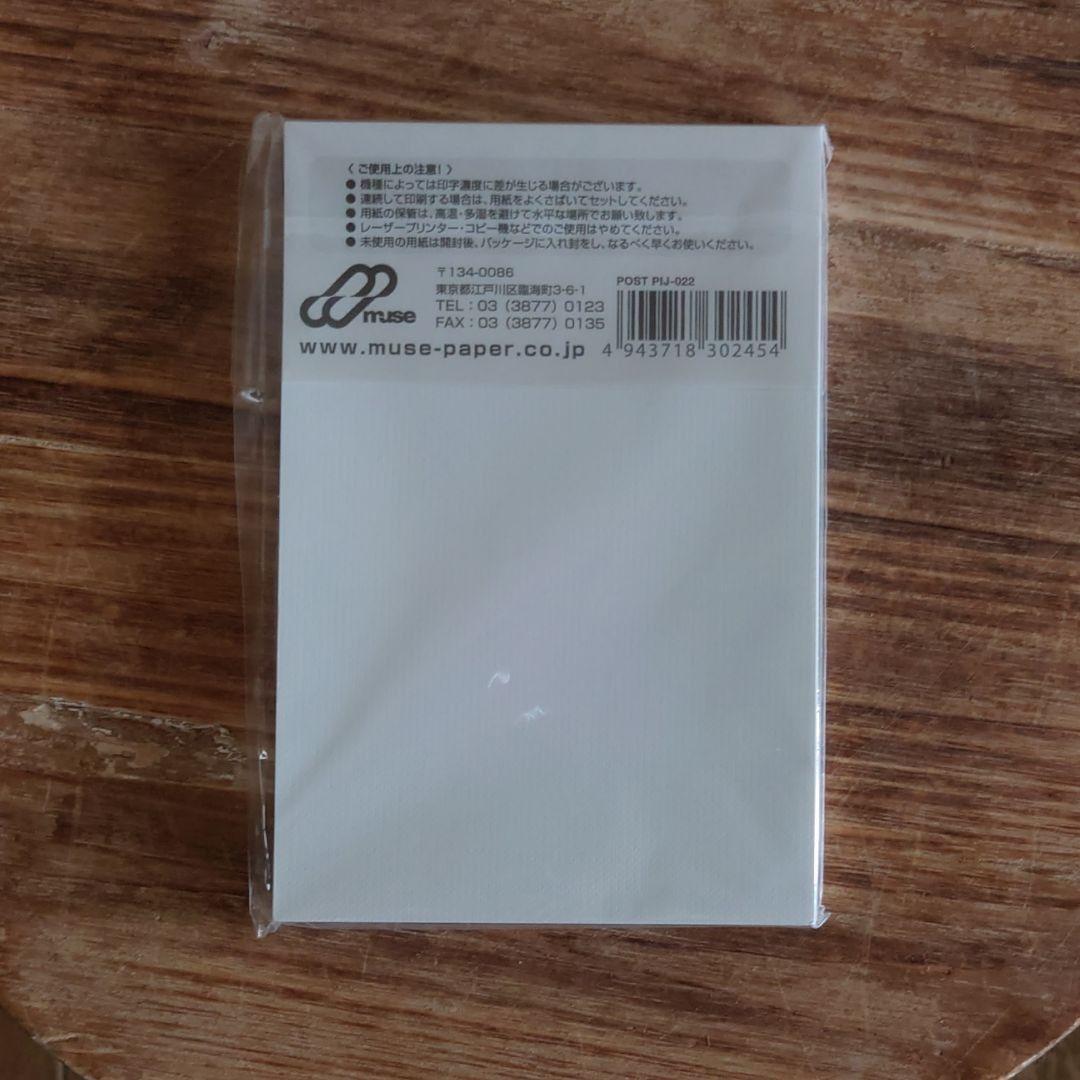 〈 ご使用上の注意! 〉
● 機種によっては印字濃度に差が生じる場合がございます。
● 連続して印刷する場合は、用紙をよくさばいてセットしてください。
● 用紙の保管は、高温・多湿を避けて水平な場所でお願い致します。
● レーザープリンター・コピー機などでのご使用はやめてください。
● 未使用の用紙は開封後、パッケージに入れ封をし、なるべく早くお使いください。
muse
〒134-0086
東京都江戸川区臨海町3-6-1
TEL : 03 (3877) 0123
FAX : 03 (3877) 0135
www.muse-paper.co.jp
POST PIJ-022
4 943718 302454